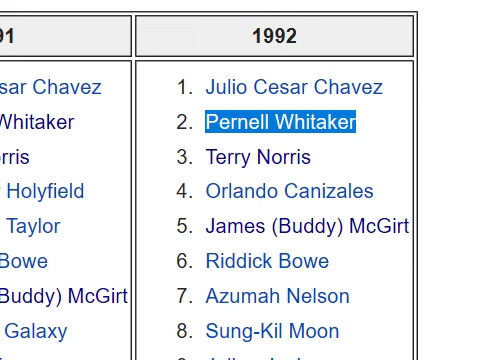 91
1992
sar Chavez
Whitaker
rris
Holyfield
Taylor
Bowe
Buddy) McGirt
Galaxy
1. Julio Cesar Chavez
2. Pernell Whitaker
3. Terry Norris
4. Orlando Canizales
5. James (Buddy) McGirt
6. Riddick Bowe
7. Azumah Nelson
8. Sung-Kil Moon